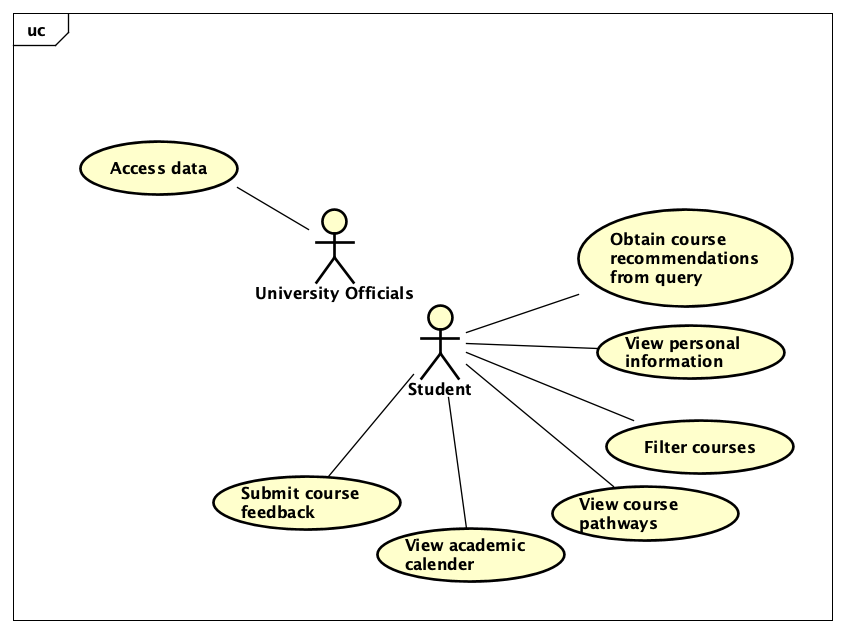 uc
Access data
University Officials
Obtain course
recommendations
from query
Student
View personal
information
Filter courses
Submit course
feedback
View course
pathways
View academic
calender